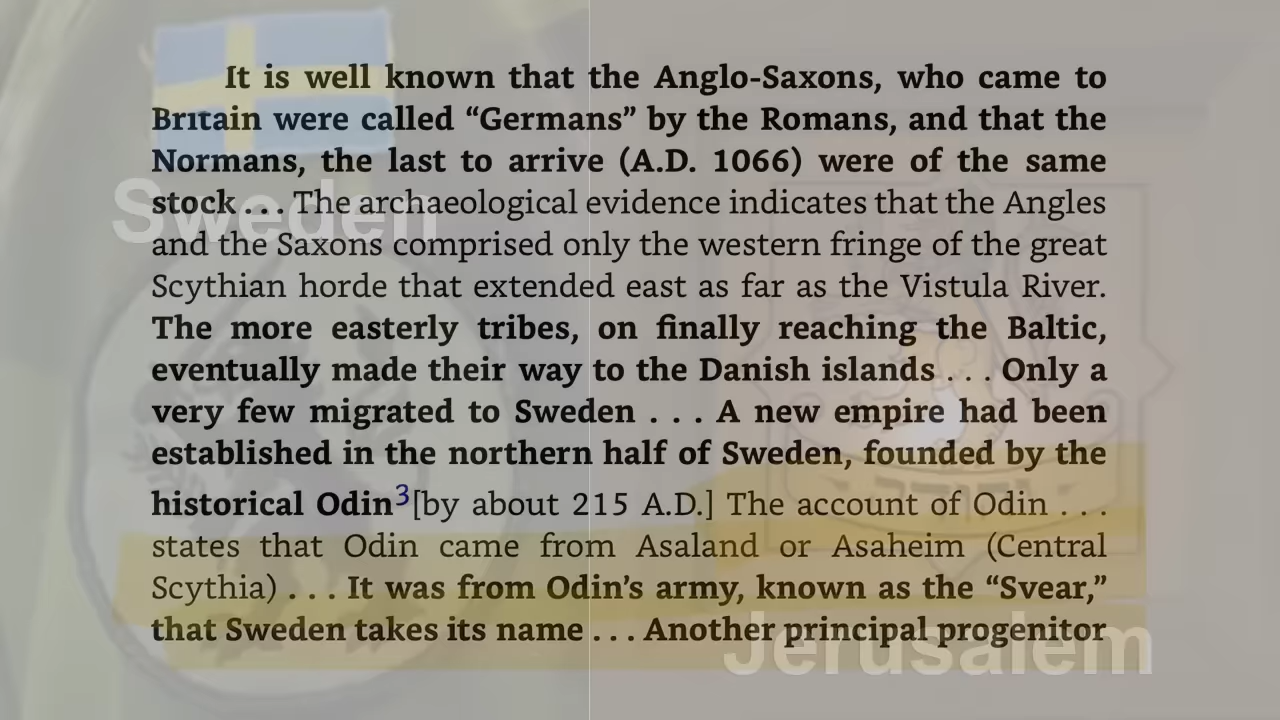 It is well known that the Anglo-Saxons, who came to
Britain were called “Germans” by the Romans, and that the
Normans, the last to arrive (A.D. 1066) were of the same
stock . . . The archaeological evidence indicates that the Angles
Sweden
and the Saxons comprised only the western fringe of the great
Scythian horde that extended east as far as the Vistula River.
The more easterly tribes, on finally reaching the Baltic,
eventually made their way to the Danish islands . . . Only a
very few migrated to Sweden . . . A new empire had been
established in the northern half of Sweden, founded by the
historical Odin3[by about 215 A.D.] The account of Odin . . .
states that Odin came from Asaland or Asaheim (Central
Scythia) . . . It was from Odin’s army, known as the “Svear,”
that Sweden takes its name . . . Another principal progenitor
Jerusalem